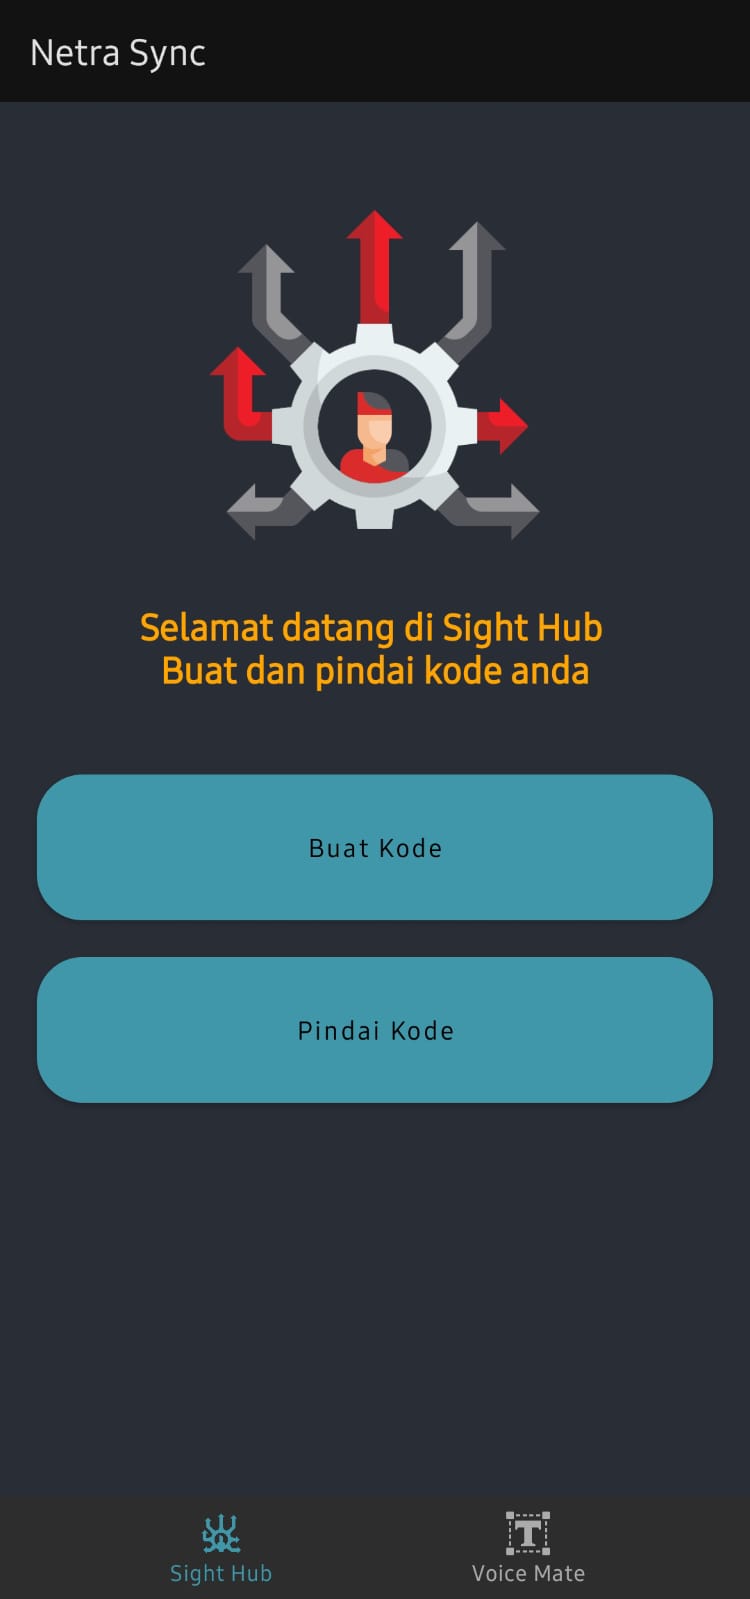 Netra Sync
Selamat datang di Sight Hub
Buat dan pindai kode anda
Buat Kode
Pindai Kode
T
Sight Hub
Voice Mate